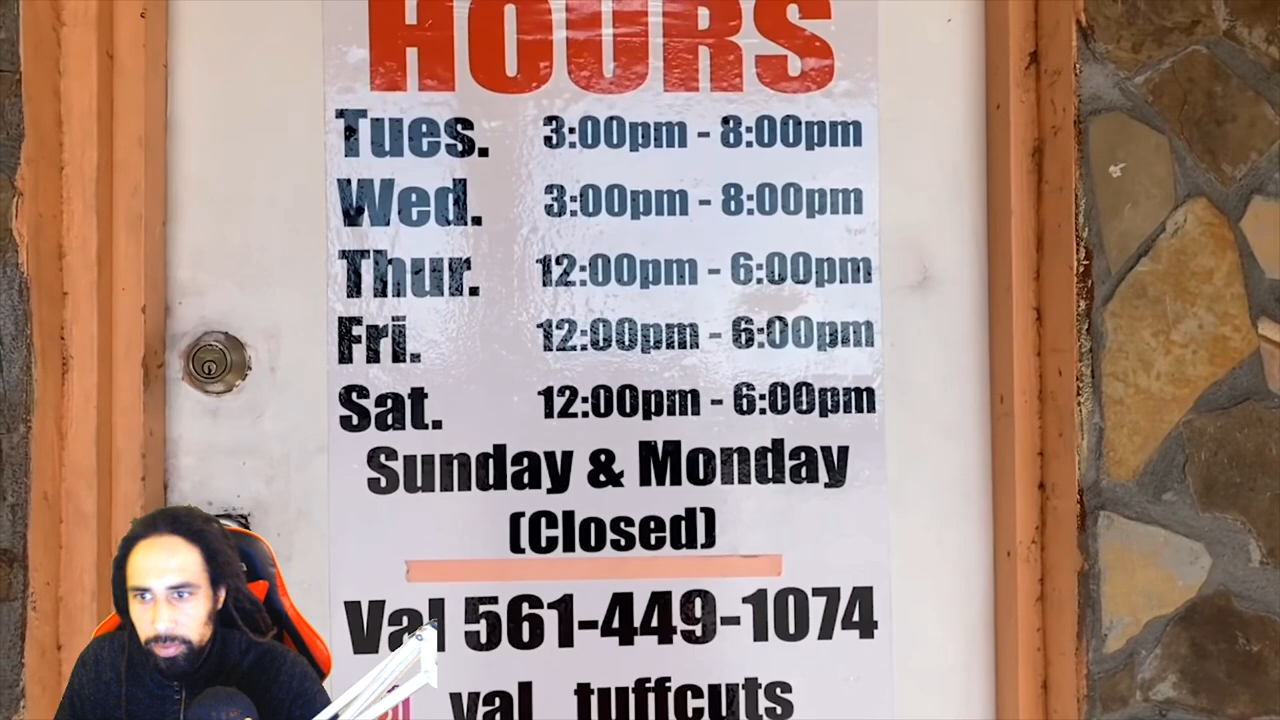 HOURS
Tues. 3:00pm - 8:00pm
Wed. 3:00pm - 8:00pm
Thur. 12:00pm - 6:00pm
Fri. 12:00pm - 6:00pm
Sat. 12:00pm - 6:00pm
Sunday & Monday
(Closed)
Val 561-449-1074
val_tuffcuts